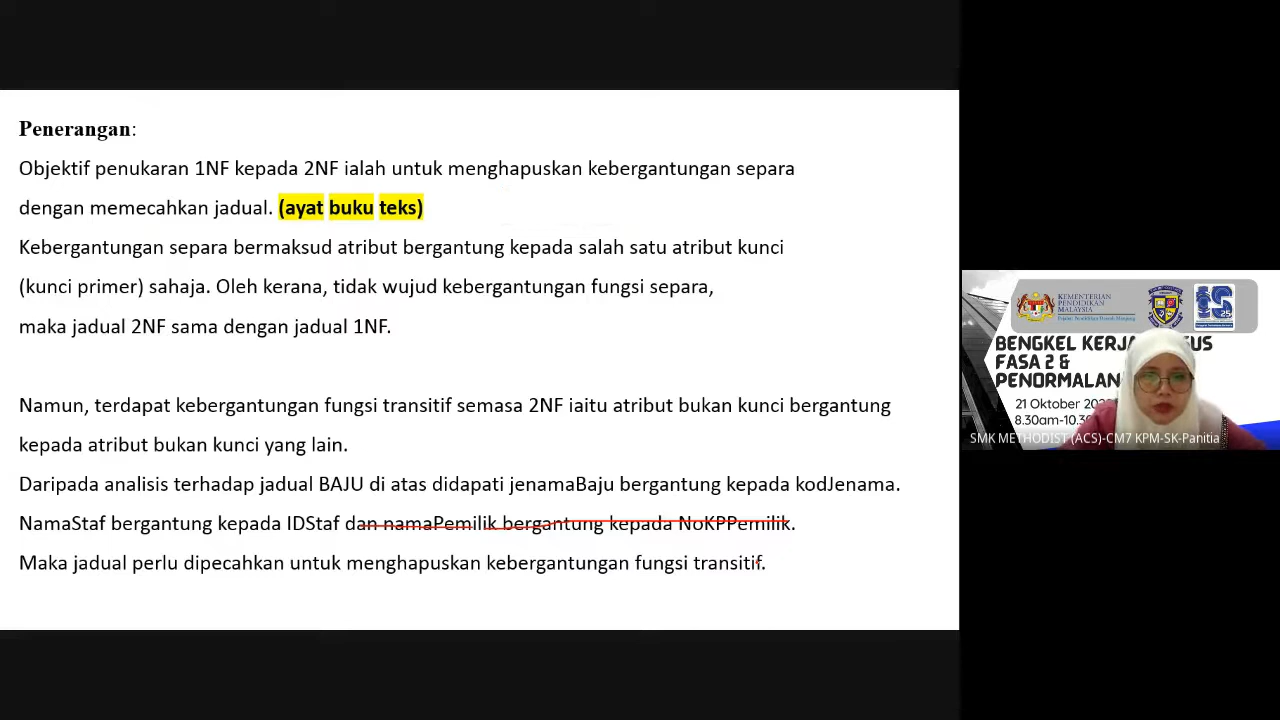 Penerangan:
Objektif penukaran 1NF kepada 2NF ialah untuk menghapuskan kebergantungan separa
dengan memecahkan jadual. (ayat buku teks)
Kebergantungan separa bermaksud atribut bergantung kepada salah satu atribut kunci
(kunci primer) sahaja. Oleh kerana, tidak wujud kebergantungan fungsi separa,
maka jadual 2NF sama dengan jadual 1NF.
Namun, terdapat kebergantungan fungsi transitif semasa 2NF iaitu atribut bukan kunci bergantung
kepada atribut bukan kunci yang lain.
Daripada analisis terhadap jadual BAJU di atas didapati jenamaBaju bergantung kepada kodJenama.
NamaStaf bergantung kepada IDStaf dan namaPemilik bergantung kepada NoKPPemilik.
Maka jadual perlu dipecahkan untuk menghapuskan kebergantungan fungsi transitif.
KEMENTERIAN
PENDIDIKAN
MALAYSIA
25
BENGKEL
FASA 2 &
PENORMALAN
21 Oktober
8.30am-10.30
SMK METHODIST (ACS)-CM7 KPM-SK-Panitia